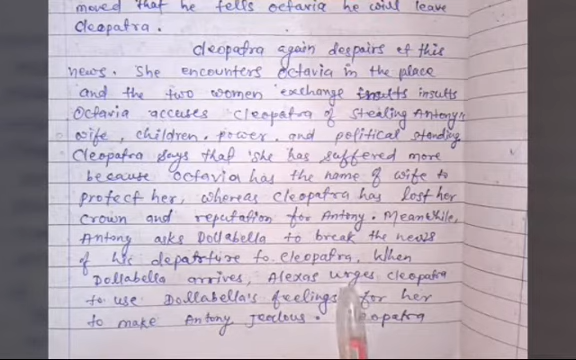 moved that he tells octavia he will leave
Cleopatra.
Cleopatra again despairs of this
news. She encounters Octavia in the place
and the two women exchange insults insults
Octavia accuses Cleopatra of stealing Antony's
wife, children, power, and political standing
Cleopatra says that she has suffered more
because Octavia has the name of wife to
protect her, whereas Cleopatra has lost her
crown and reputation for Antony. Meanwhile,
Antony asks Dollabella to break the news
of his departure to Cleopatra. When
Dollabella arrives, Alexas urges Cleopatra
to use Dollabella's feelings for her
to make Antony Jealous.